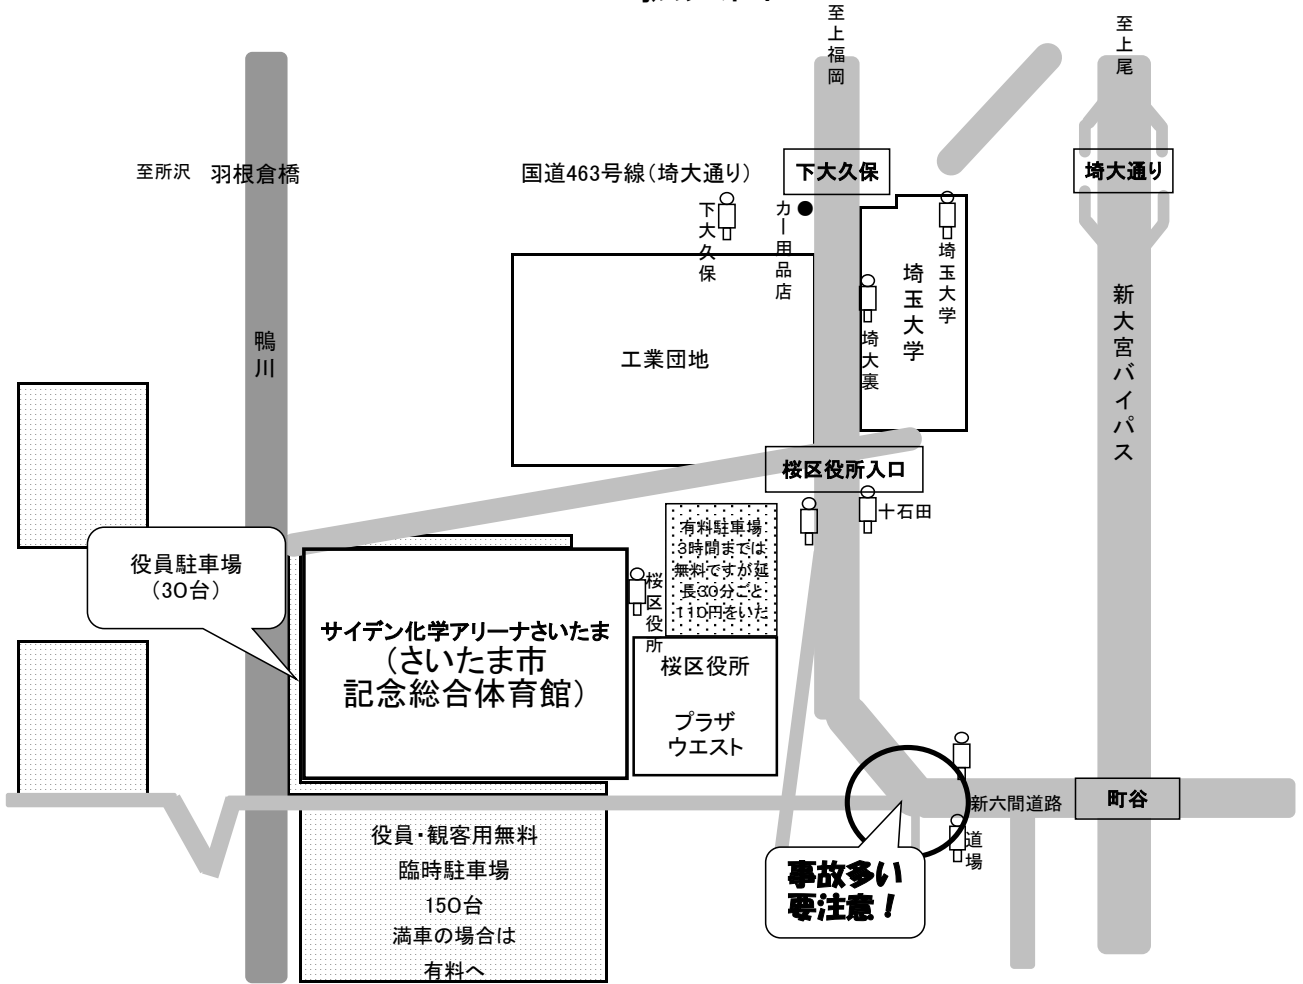 至上福岡
至上尾
至所沢
羽根倉橋
国道463号線（埼大通り）
下大久保
埼大通り
下大久保
カー用品店
埼玉大学
埼玉大学
埼大裏
新大宮バイパス
鴨川
工業団地
桜区役所入口
十石田
有料駐車場
3時間までは
無料ですが延
長30分ごと
110円をいた
役員駐車場
（30台）
桜区役所
サイデン化学アリーナさいたま
（さいたま市
記念総合体育館）
桜区役所
プラザ
ウエスト
新六間道路
町谷
道場
役員・観客用無料
臨時駐車場
150台
満車の場合は
有料へ
事故多い
要注意！